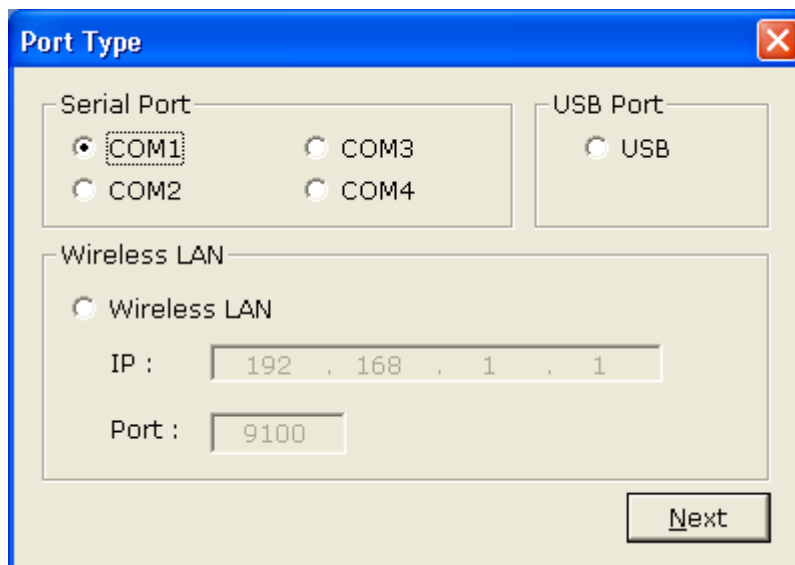 Port Type
Serial Port
USB Port
COM1 COM3
USB
COM2 COM4
Wireless LAN
Wireless LAN
IP : 192 . 168 . 1 . 1
Port : 9100
Next